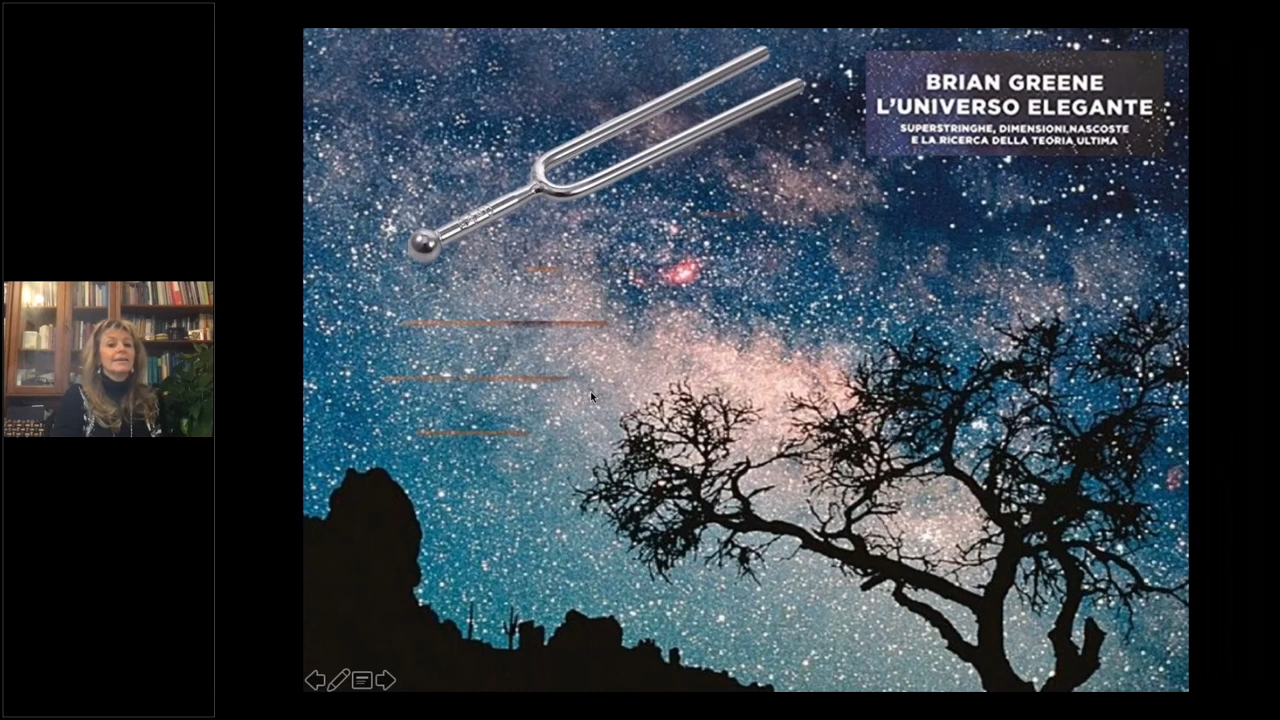 BRIAN GREENE
L'UNIVERSO ELEGANTE
SUPERSTRINGHE, DIMENSIONI NASCOSTE
E LA RICERCA DELLA TEORIA ULTIMA